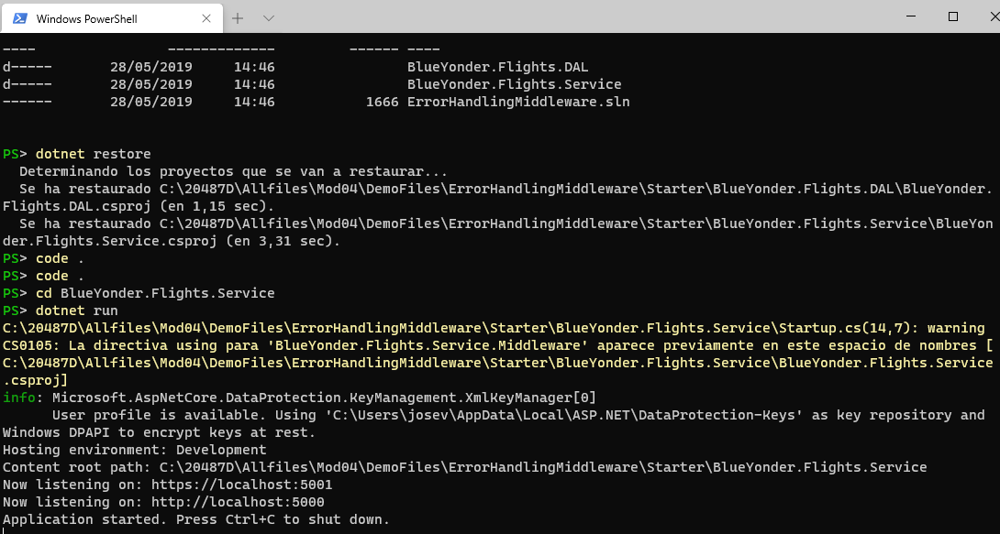 Windows PowerShell
----                -------------         ------ ----
d-----       28/05/2019     14:46                BlueYonder.Flights.DAL
d-----       28/05/2019     14:46                BlueYonder.Flights.Service
------       28/05/2019     14:46           1666 ErrorHandlingMiddleware.sln
PS> dotnet restore
  Determinando los proyectos que se van a restaurar...
  Se ha restaurado C:\20487D\Allfiles\Mod04\DemoFiles\ErrorHandlingMiddleware\Starter\BlueYonder.Flights.DAL\BlueYonder.
Flights.DAL.csproj (en 1,15 sec).
  Se ha restaurado C:\20487D\Allfiles\Mod04\DemoFiles\ErrorHandlingMiddleware\Starter\BlueYonder.Flights.Service\BlueYon
der.Flights.Service.csproj (en 3,31 sec).
PS> code .
PS> code .
PS> cd BlueYonder.Flights.Service
PS> dotnet run
C:\20487D\Allfiles\Mod04\DemoFiles\ErrorHandlingMiddleware\Starter\BlueYonder.Flights.Service\Startup.cs(14,7): warning
CS0105: La directiva using para 'BlueYonder.Flights.Service.Middleware' aparece previamente en este espacio de nombres [
C:\20487D\Allfiles\Mod04\DemoFiles\ErrorHandlingMiddleware\Starter\BlueYonder.Flights.Service\BlueYonder.Flights.Service
.csproj]
info: Microsoft.AspNetCore.DataProtection.KeyManagement.XmlKeyManager[0]
      User profile is available. Using 'C:\Users\josev\AppData\Local\ASP.NET\DataProtection-Keys' as key repository and
Windows DPAPI to encrypt keys at rest.
Hosting environment: Development
Content root path: C:\20487D\Allfiles\Mod04\DemoFiles\ErrorHandlingMiddleware\Starter\BlueYonder.Flights.Service
Now listening on: https://localhost:5001
Now listening on: http://localhost:5000
Application started. Press Ctrl+C to shut down.